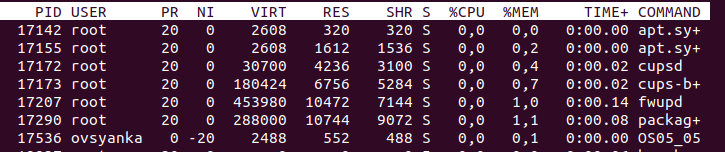 PID USER PR NI VIRT RES SHR S %CPU %MEM TIME+ COMMAND
17142 root 20 0 2608 320 320 S 0,0 0,0 0:00.00 apt.sy+
17155 root 20 0 2608 1612 1536 S 0,0 0,2 0:00.00 apt.sy+
17172 root 20 0 30700 4236 3100 S 0,0 0,4 0:00.02 cupsd
17173 root 20 0 180424 6756 5284 S 0,0 0,7 0:00.02 cups-b+
17207 root 20 0 453980 10472 7144 S 0,0 1,0 0:00.14 fwupd
17290 root 20 0 288000 10744 9072 S 0,0 1,1 0:00.08 packag+
17536 ovsyanka 0 -20 2488 552 488 S 0,0 0,1 0:00.00 OS05_05